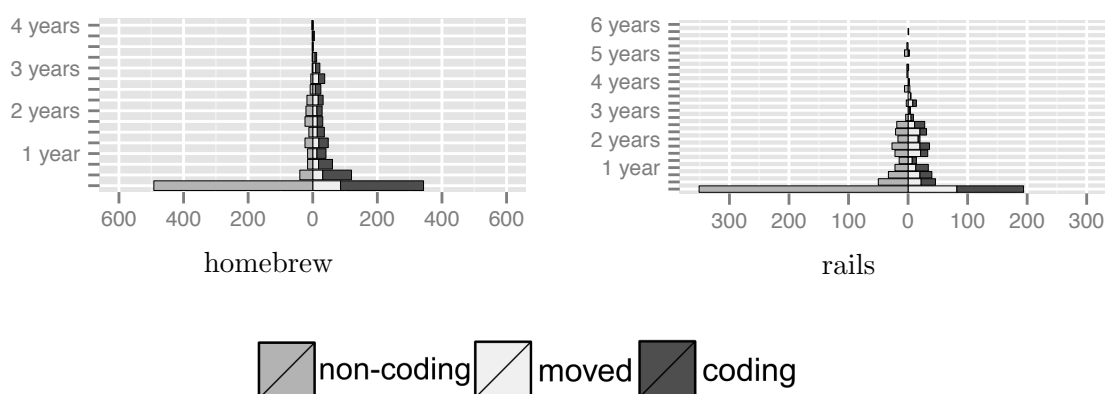 4 years
3 years
2 years
1 year
600 400 200 0 200 400 600
homebrew
6 years
5 years
4 years
3 years
2 years
1 year
300 200 100 0 100 200 300
rails
non-coding moved coding